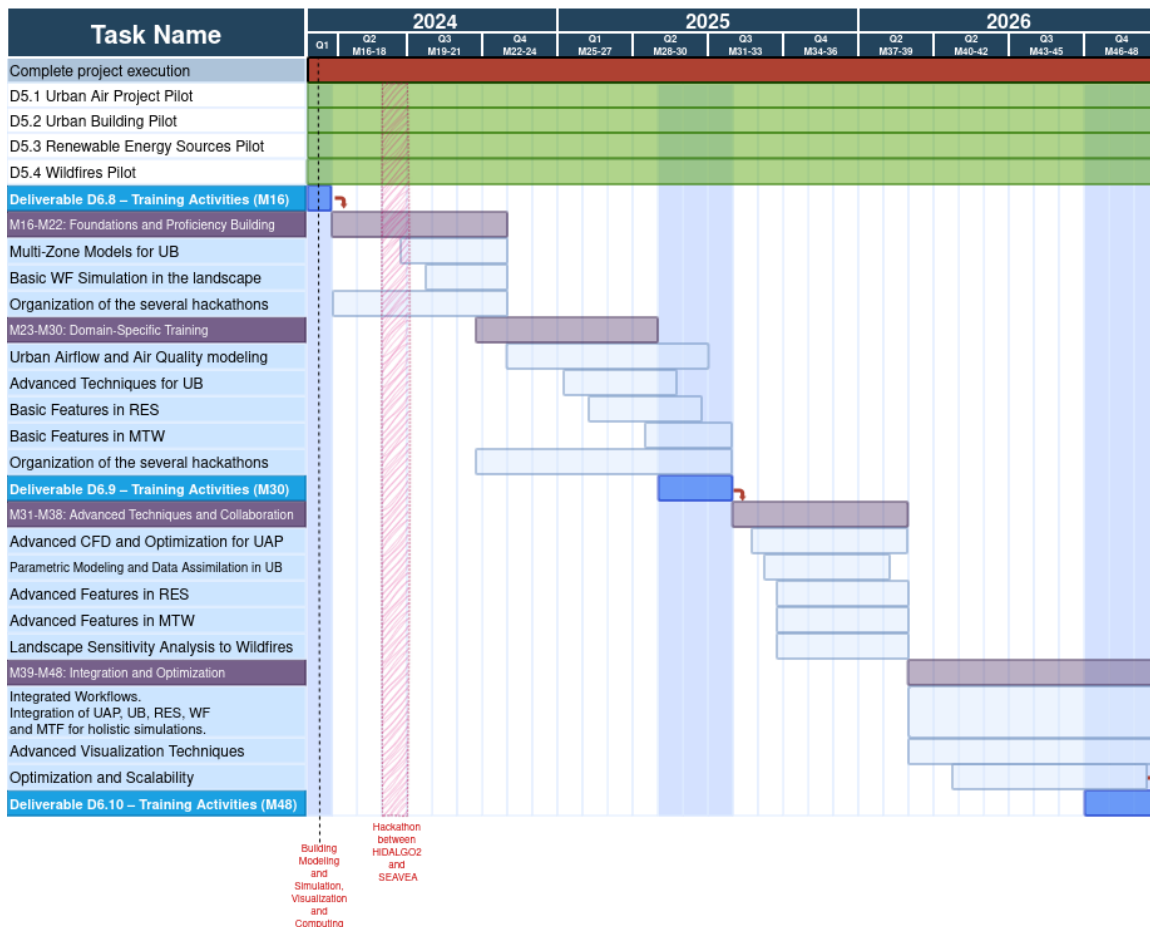 Task Name
2024
2025
2026
Q1
Q2
M16-18
Q3
M19-21
Q4
M22-24
Q1
M25-27
Q2
M28-30
Q3
M31-33
Q4
M34-36
Q2
M37-39
Q2
M40-42
Q3
M43-45
Q4
M46-48
Complete project execution
D5.1 Urban Air Project Pilot
D5.2 Urban Building Pilot
D5.3 Renewable Energy Sources Pilot
D5.4 Wildfires Pilot
Deliverable D6.8 – Training Activities (M16)
M16-M22: Foundations and Proficiency Building
Multi-Zone Models for UB
Basic WF Simulation in the landscape
Organization of the several hackathons
M23-M30: Domain-Specific Training
Urban Airflow and Air Quality modeling
Advanced Techniques for UB
Basic Features in RES
Basic Features in MTW
Organization of the several hackathons
Deliverable D6.9 – Training Activities (M30)
M31-M38: Advanced Techniques and Collaboration
Advanced CFD and Optimization for UAP
Parametric Modeling and Data Assimilation in UB
Advanced Features in RES
Advanced Features in MTW
Landscape Sensitivity Analysis to Wildfires
M39-M48: Integration and Optimization
Integrated Workflows.
Integration of UAP, UB, RES, WF
and MTF for holistic simulations.
Advanced Visualization Techniques
Optimization and Scalability
Deliverable D6.10 – Training Activities (M48)
Building
Modeling
and
Simulation,
Visualization
and
Computing
Hackathon
between
HIDALGO2
and
SEAVEA